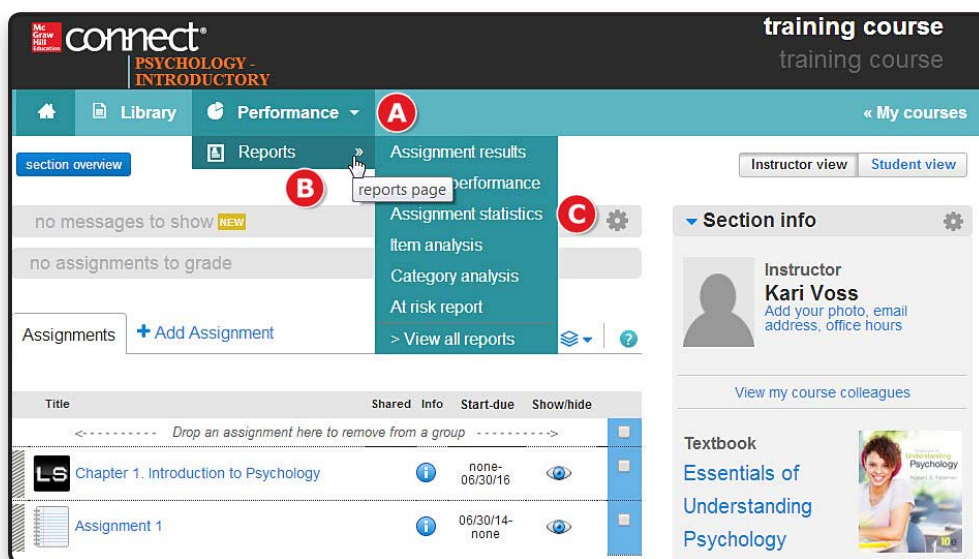 Mc
Graw
Hill
Education
connect®
PSYCHOLOGY -
INTRODUCTORY
training course
training course
Library
Performance
A
« My courses
section overview
Reports »
B
reports page
Assignment results
performance
Assignment statistics
C
Item analysis
Category analysis
At risk report
> View all reports
Instructor view
Student view
no messages to show NEW
no assignments to grade
Assignments
+ Add Assignment
?
Title Shared Info Start-due Show/hide
<---------- Drop an assignment here to remove from a group ---------->
LS Chapter 1. Introduction to Psychology i none-
06/30/16
Assignment 1 i 06/30/14-
none
Section info
Instructor
Kari Voss
Add your photo, email
address, office hours
View my course colleagues
Textbook
Essentials of
Understanding
Psychology
Understanding
Psychology
10e